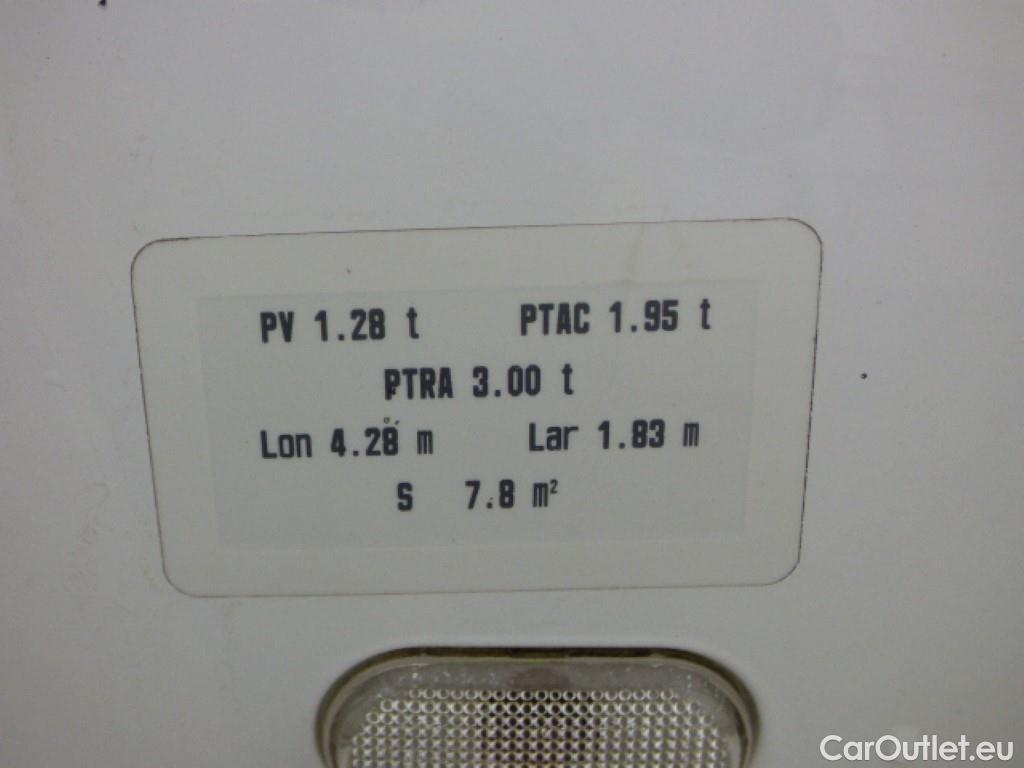 PV 1.28 t PTAC 1.95 t
PTRA 3.00 t
Lon 4.28 m Lar 1.83 m
S 7.8 m²
CarOutlet.eu